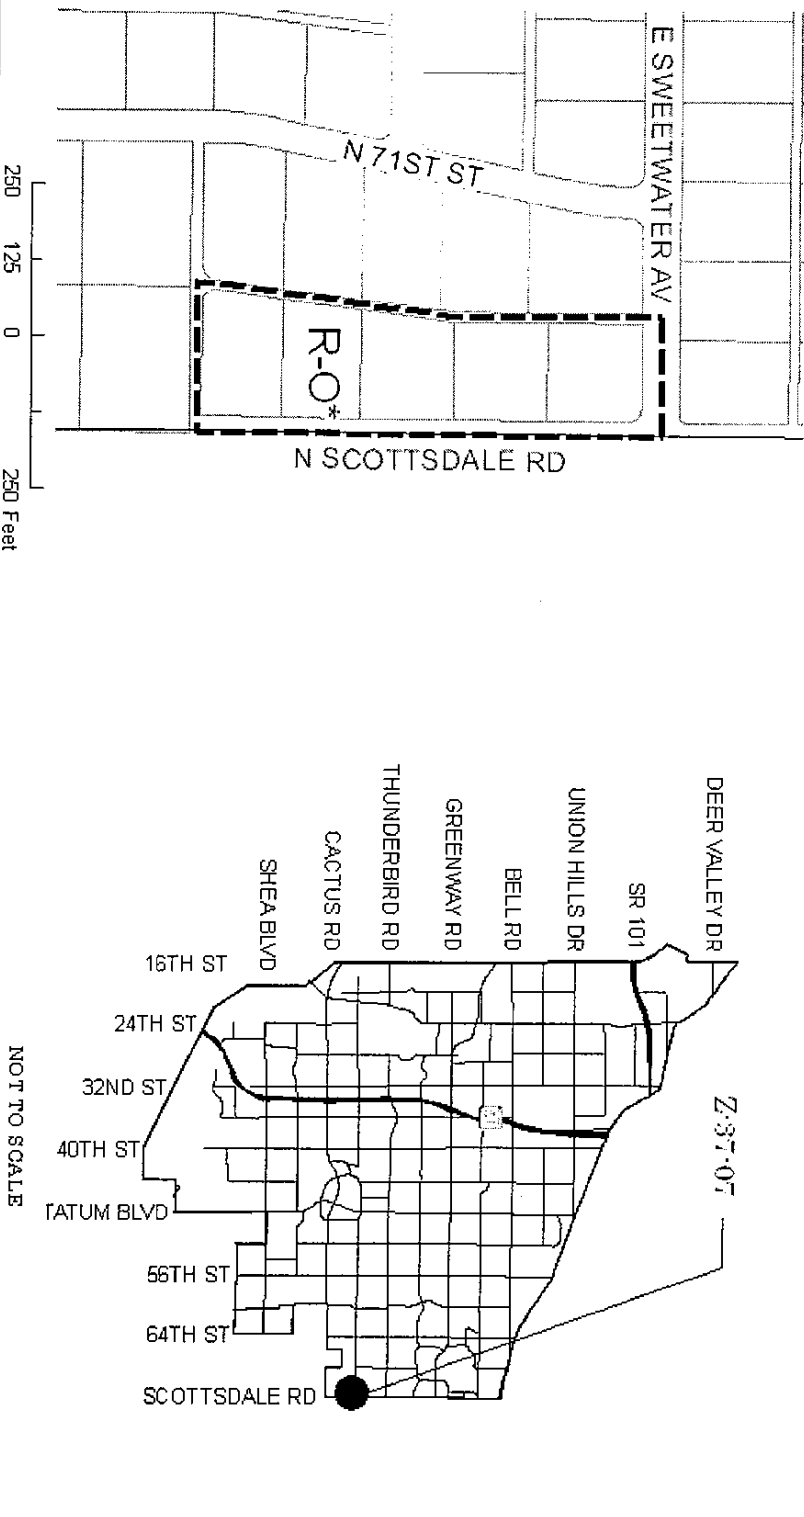 E SWEETWATER AV
N 71ST ST
R-O*
N SCOTTSDALE RD
250 125 0 250 Feet
DEER VALLEY DR
SR 101
UNION HILLS DR
BELL RD
GREENWAY RD
THUNDERBIRD RD
CACTUS RD
SHEA BLVD
16TH ST
24TH ST
32ND ST
40TH ST
TATUM BLVD
56TH ST
64TH ST
SCOTTSDALE RD
Z-37-07
NOT TO SCALE